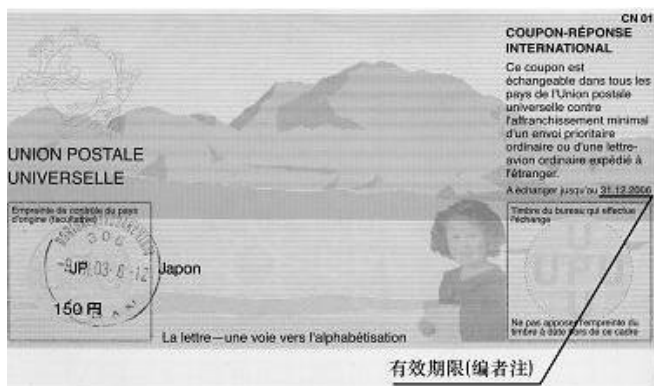 CN 01
COUPON-RÉPONSE
INTERNATIONAL
Ce coupon est
échangeable dans tous les
pays de l'Union postale
universelle contre
l'affranchissement minimal
d'un envoi prioritaire
ordinaire ou d'une lettre-
avion ordinaire expédié à
l'étranger.
A échanger jusqu'au 31.12.2006
UNION POSTALE
UNIVERSELLE
Empreinte de contrôle du pays
d'origine (facultative)
JP
Japon
150 円
Timbre du bureau qui effectue
l'échange
UPU
Ne pas apposer l'empreinte du
timbre à date hors de ce cadre
La lettre—une voie vers l'alphabétisation
有效期限(编者注)